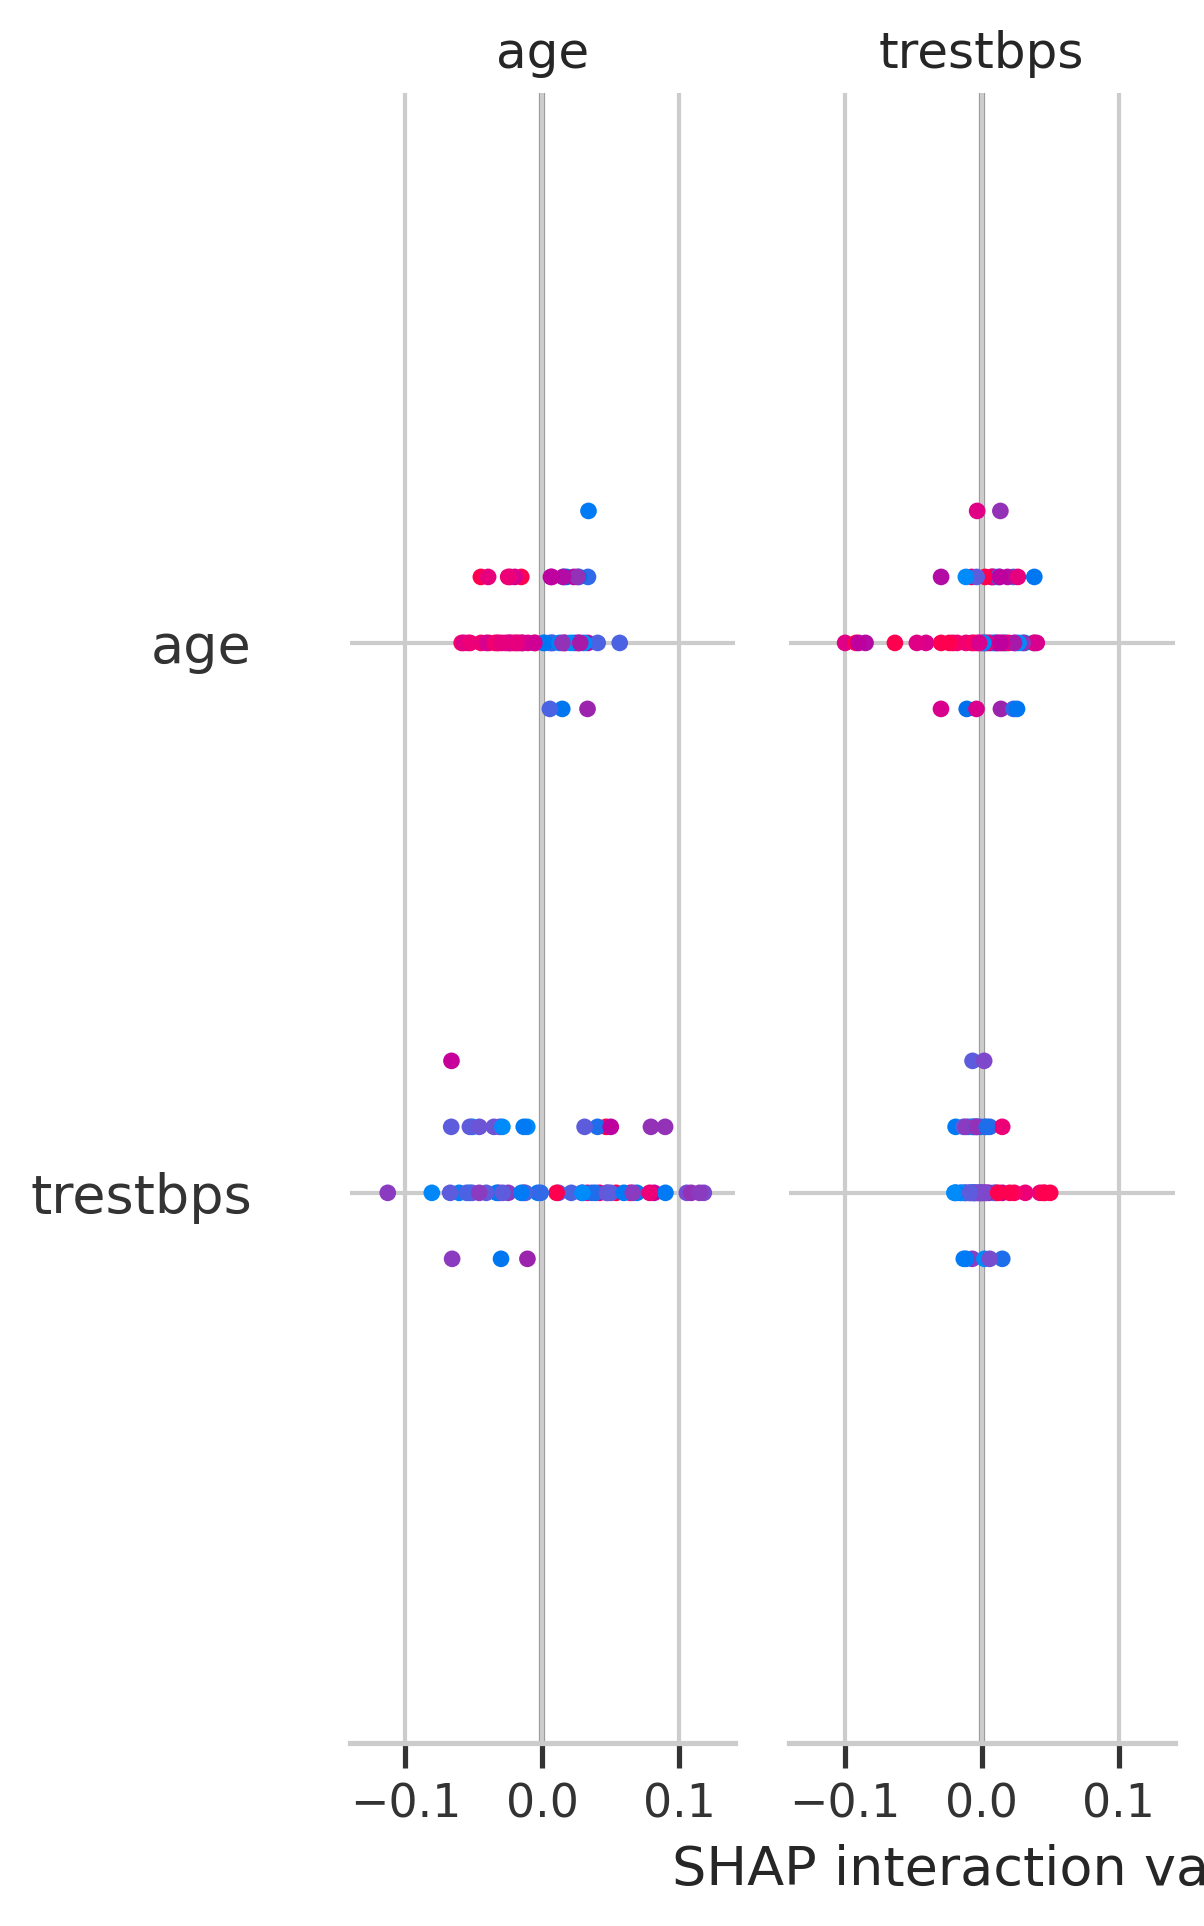 age trestbps
age
trestbps
−0.1 0.0 0.1 −0.1 0.0 0.1
SHAP interaction va